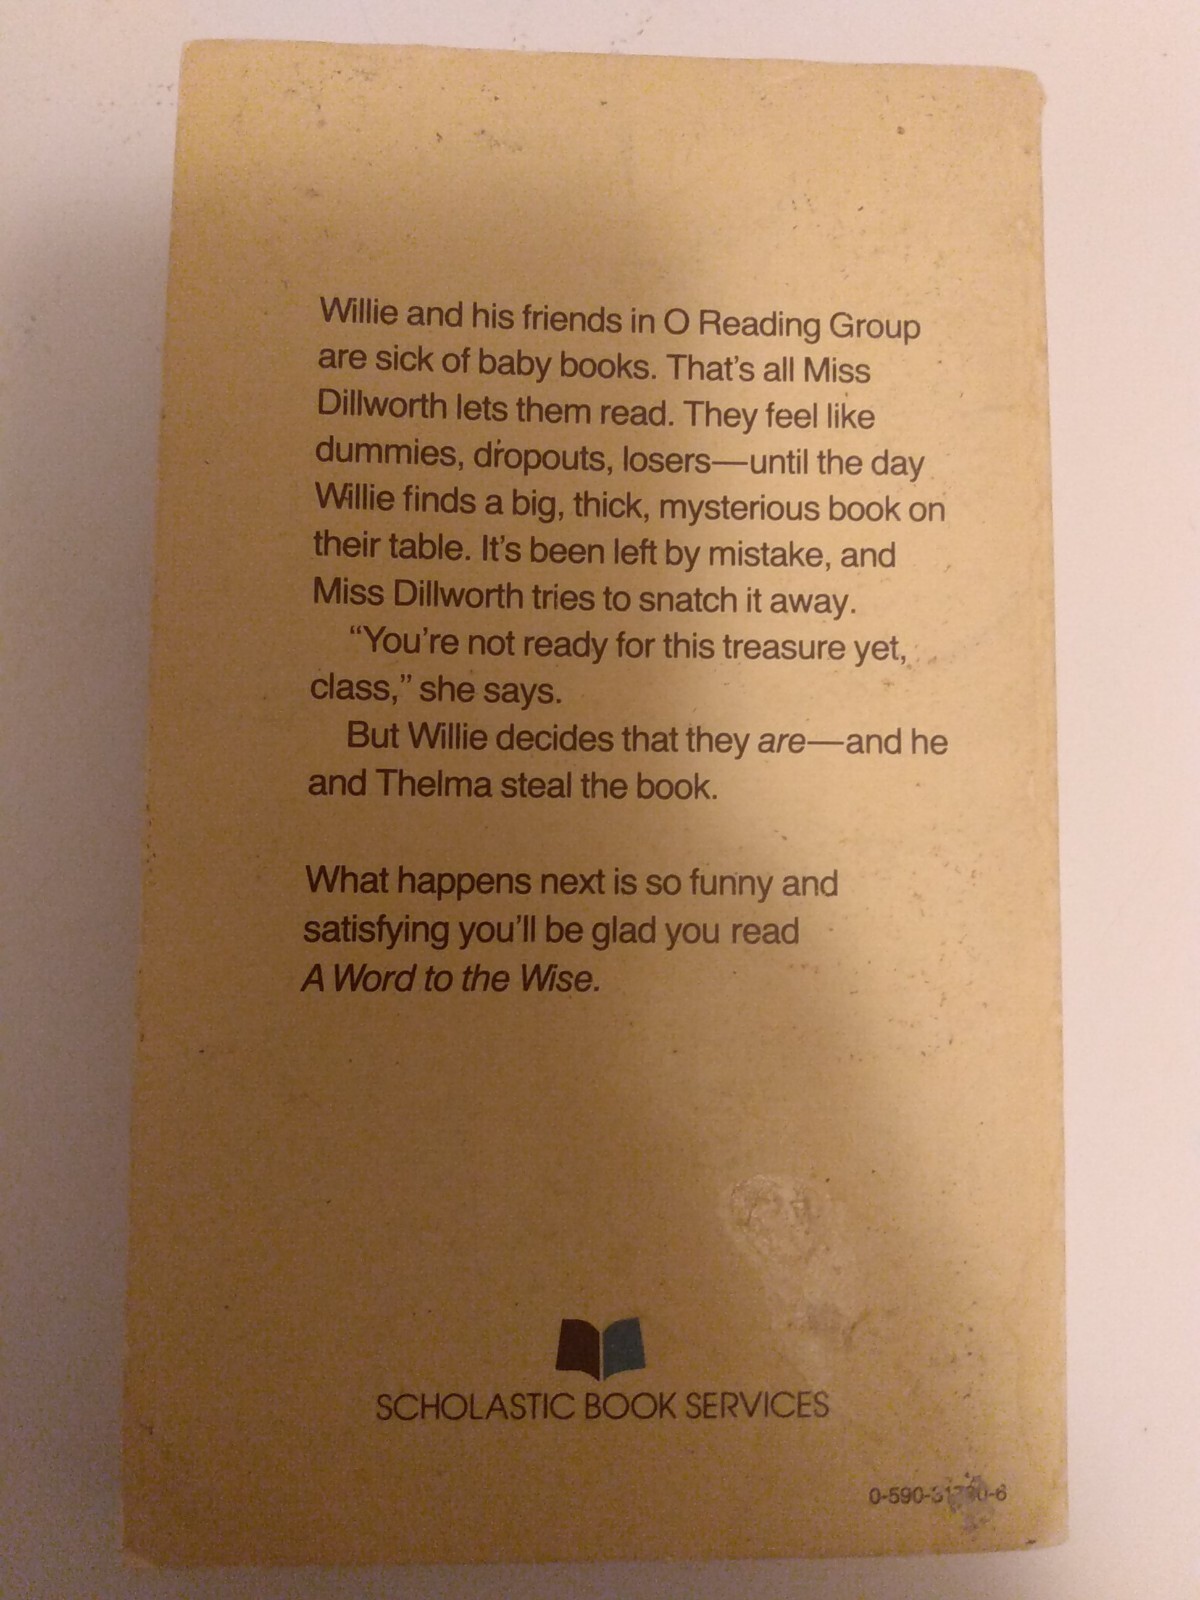 Willie and his friends in O Reading Group
are sick of baby books. That's all Miss
Dillworth lets them read. They feel like
dummies, dropouts, losers—until the day
Willie finds a big, thick, mysterious book on
their table. It's been left by mistake, and
Miss Dillworth tries to snatch it away.
“You're not ready for this treasure yet,
class,” she says.
But Willie decides that they are—and he
and Thelma steal the book.
What happens next is so funny and
satisfying you'll be glad you read
A Word to the Wise.
SCHOLASTIC BOOK SERVICES